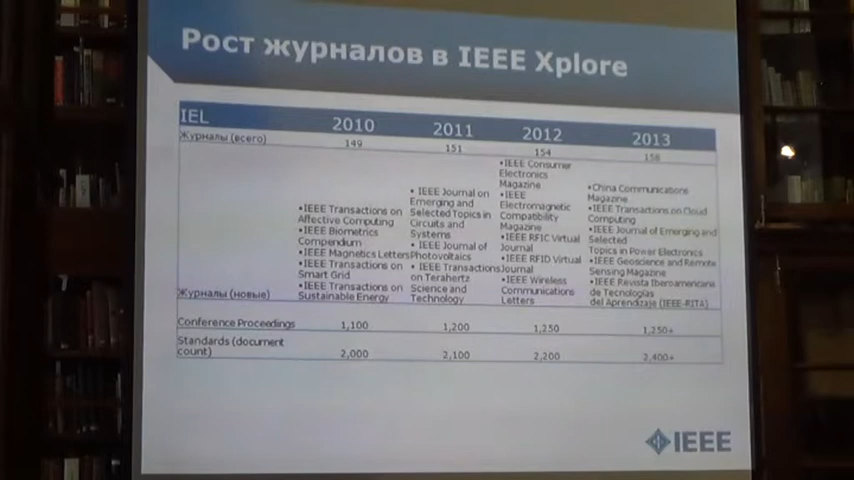 Рост журналов в IEEE Xplore
IEL 2010 2011 2012 2013
Журналы (всего) 149 151 154 158
Журналы (новые)
•IEEE Transactions on
Affective Computing
•IEEE Biometrics
Compendium
•IEEE Magnetics Letters
•IEEE Transactions on
Smart Grid
•IEEE Transactions on
Sustainable Energy
• IEEE Journal on
Emerging and
Selected Topics in
Circuits and
Systems
• IEEE Journal of
Photovoltaics
• IEEE Transactions
on Terahertz
Science and
Technology
•IEEE Consumer
Electronics
Magazine
•IEEE
Electromagnetic
Compatibility
Magazine
•IEEE RFIC Virtual
Journal
•IEEE RFID Virtual
Journal
•IEEE Wireless
Communications
Letters
•China Communications
Magazine
•IEEE Transactions on Cloud
Computing
•IEEE Journal of Emerging and
Selected
Topics in Power Electronics
•IEEE Geoscience and Remote
Sensing Magazine
•IEEE Revista Iberoamericana
de Tecnologias
del Aprendizaje (IEEE-RITA)
Conference Proceedings 1,100 1,200 1,250 1,250+
Standards (document
count) 2,000 2,100 2,200 2,400+
IEEE